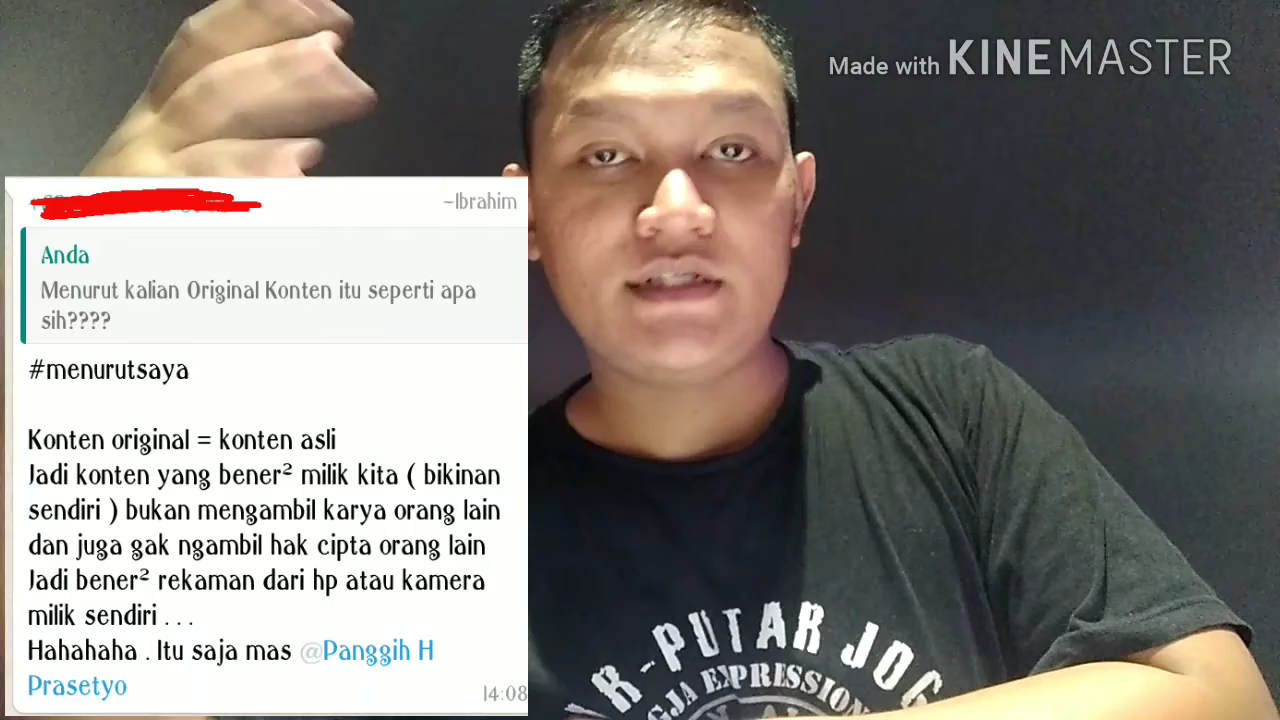 Made with KINEMASTER
~Ibrahim
Anda
Menurut kalian Original Konten itu seperti apa
sih????
#menurutsaya
Konten original = konten asli
Jadi konten yang bener² milik kita ( bikinan
sendiri ) bukan mengambil karya orang lain
dan juga gak ngambil hak cipta orang lain
Jadi bener² rekaman dari hp atau kamera
milik sendiri . . .
Hahahaha . Itu saja mas @Panggih H
Prasetyo
14:08
R-PUTAR JOG
GJA EXPRESSION